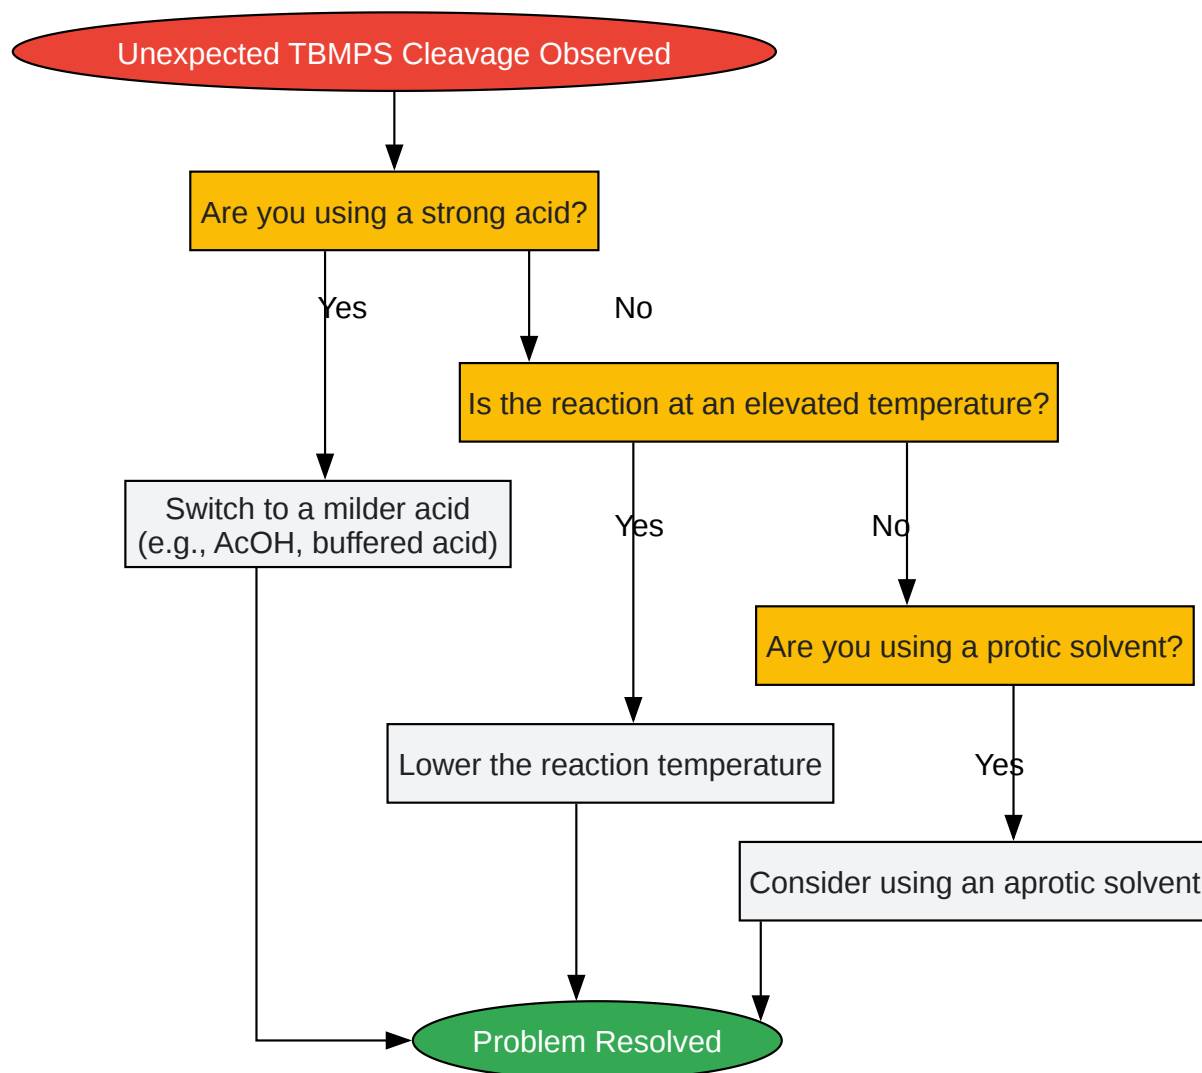 Unexpected TBMPS Cleavage Observed
Are you using a strong acid?
Yes
No
Is the reaction at an elevated temperature?
Switch to a milder acid
(e.g., AcOH, buffered acid)
Yes
No
Are you using a protic solvent?
Lower the reaction temperature
Yes
Consider using an aprotic solvent
Problem Resolved